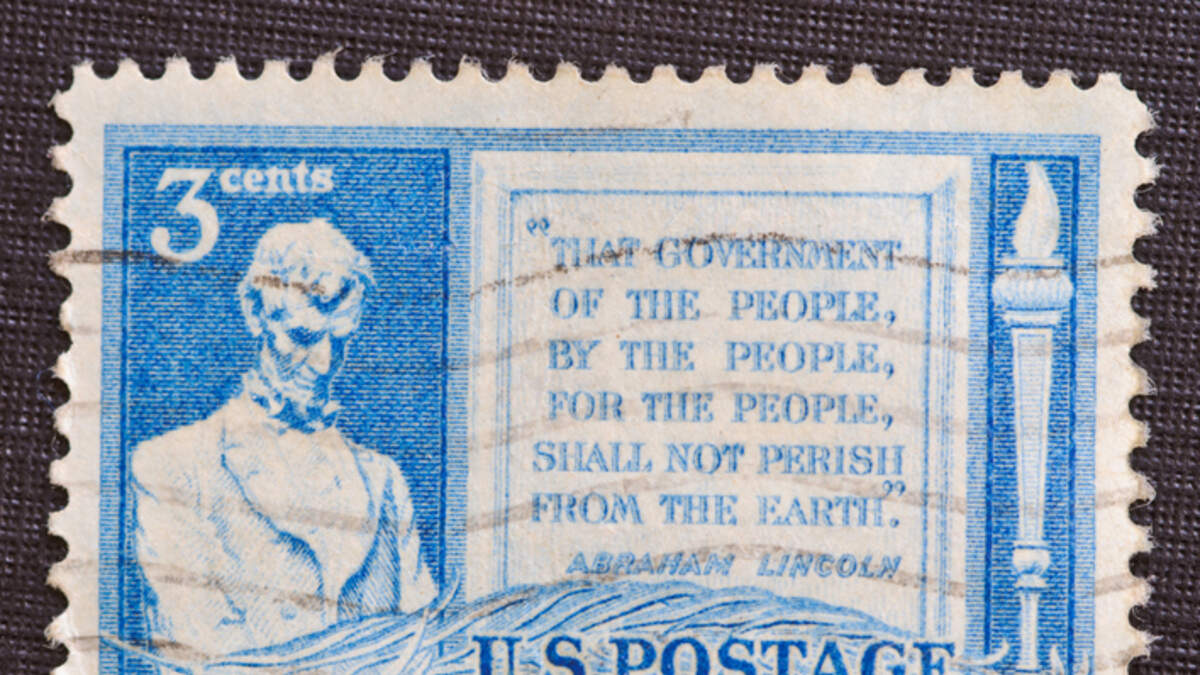 3 cents
“THAT GOVERNMENT
OF THE PEOPLE,
BY THE PEOPLE,
FOR THE PEOPLE,
SHALL NOT PERISH
FROM THE EARTH.”
ABRAHAM LINCOLN
U.S. POSTAGE